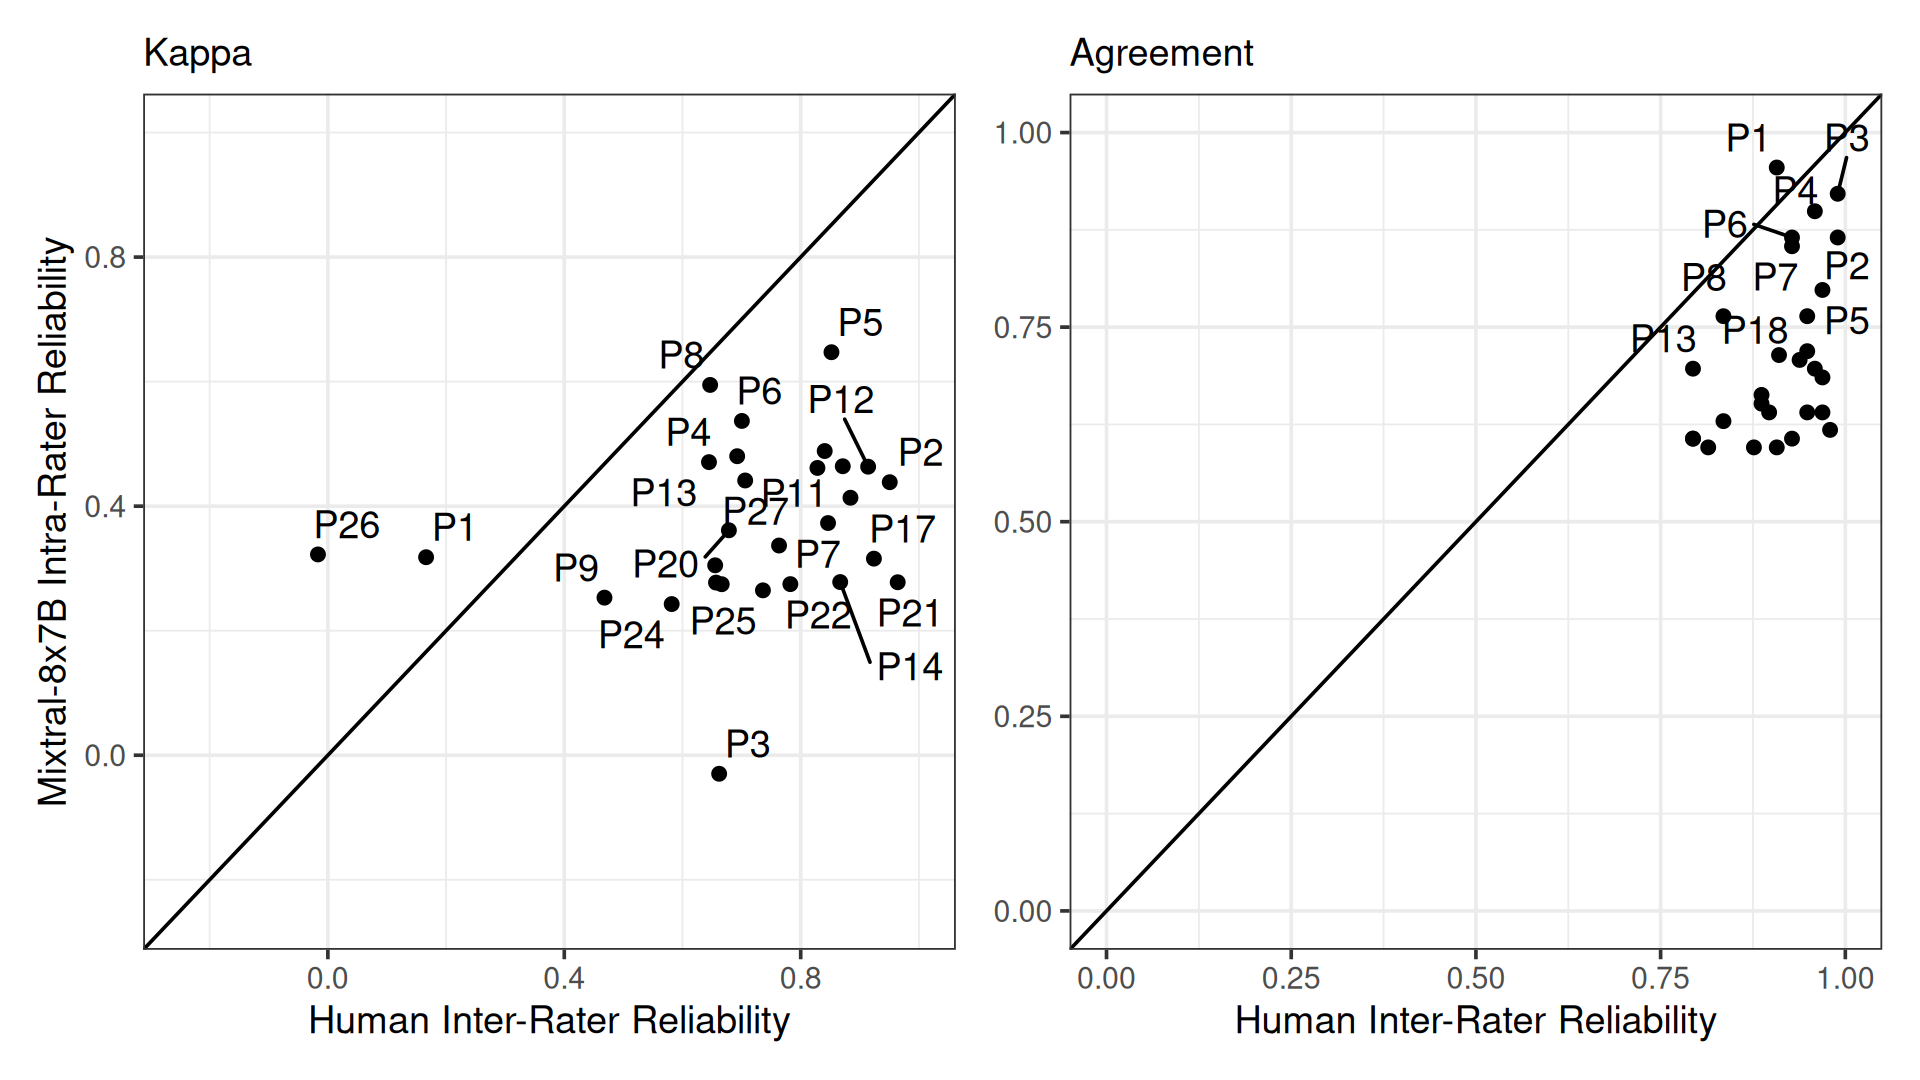 Kappa
Mixtral-8x7B Intra-Rater Reliability
0.8
0.4
0.0
P5
P8
P6
P12
P4
P2
P13
P11
P27
P26
P1
P17
P9
P20
P7
P25
P22
P21
P24
P14
P3
0.0
0.4
0.8
Human Inter-Rater Reliability
Agreement
1.00
0.75
0.50
0.25
0.00
P1
P3
P4
P6
P2
P8
P7
P5
P13
P18
0.00
0.25
0.50
0.75
1.00
Human Inter-Rater Reliability